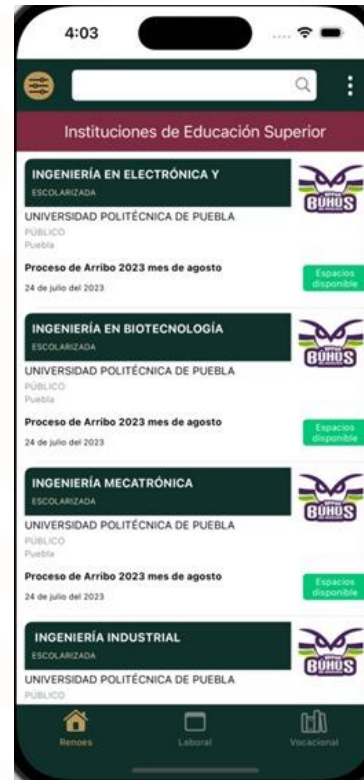 4:03
Instituciones de Educación Superior
INGENIERÍA EN ELECTRÓNICA Y
ESCOLARIZADA
BÚHOS
UNIVERSIDAD POLITÉCNICA DE PUEBLA
PÚBLICO
Puebla
Proceso de Arribo 2023 mes de agosto
24 de julio del 2023
Espacios
disponible
INGENIERÍA EN BIOTECNOLOGÍA
ESCOLARIZADA
BÚHOS
UNIVERSIDAD POLITÉCNICA DE PUEBLA
PÚBLICO
Puebla
Proceso de Arribo 2023 mes de agosto
24 de julio del 2023
Espacios
disponible
INGENIERÍA MECATRÓNICA
ESCOLARIZADA
BÚHOS
UNIVERSIDAD POLITÉCNICA DE PUEBLA
PÚBLICO
Puebla
Proceso de Arribo 2023 mes de agosto
24 de julio del 2023
Espacios
disponible
INGENIERÍA INDUSTRIAL
ESCOLARIZADA
BÚHOS
UNIVERSIDAD POLITÉCNICA DE PUEBLA
PÚBLICO
Renoes
Laboral
Vocacional